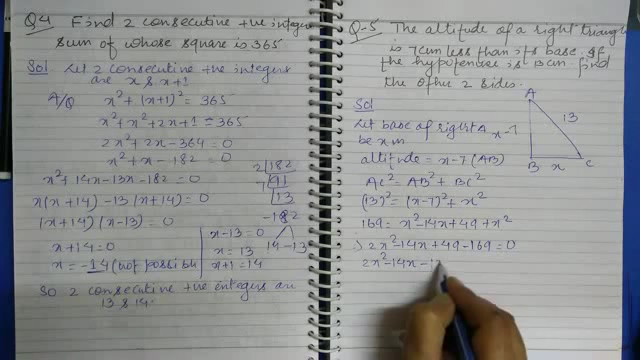 Q.4 Find 2 consecutive +ve integer
sum of whose square is 365
Sol Let 2 consecutive +ve integers
are x & x+1
A/Q x²+(x+1)² = 365
x²+x²+2x+1 = 365
2x²+2x-364 = 0
x²+x-182 = 0
x²+14x-13x-182 = 0
x(x+14)-13(x+14) = 0
(x+14)(x-13) = 0
x+14 = 0
x = -14 (not possible
x-13 = 0
x = 13
x+1 = 14
2 182
7 91
13
-182
14 -13
So 2 consecutive +ve integers are
13 & 14.
Q-5 The altitude of a right triangle
is 7cm less than its base. If
the hypotenuse is 13cm find
the other 2 sides.
Sol
Let base of right Δ
be x m
altitude = x-7 (AB)
A
x-7
13
B x C
AC² = AB² + BC²
(13)² = (x-7)² + x²
169 = x²-14x+49+x²
2x²-14x+49-169 = 0
2x²-14x-1